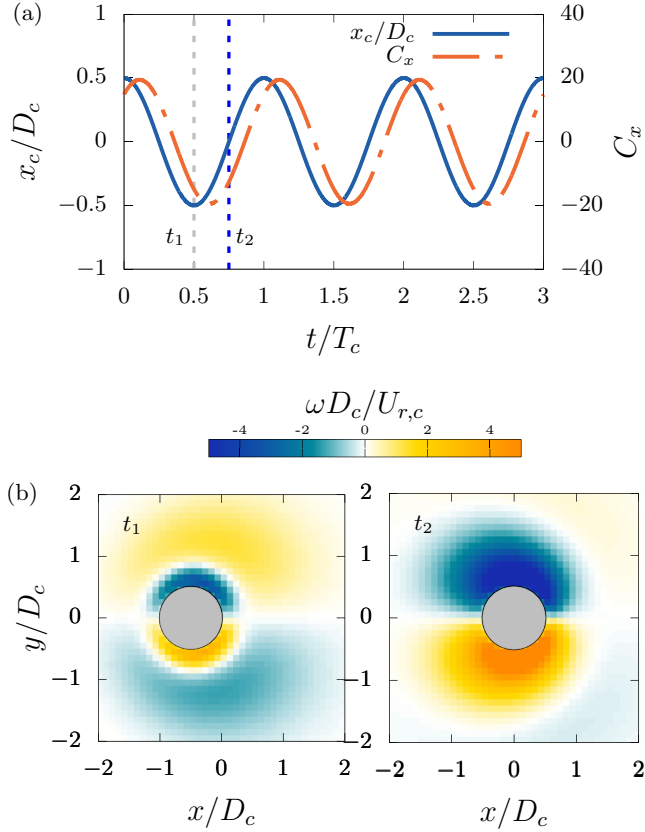 (a)
x_c/D_c
C_x
1
0.5
0
−0.5
−1
40
20
0
−20
−40
t_1
t_2
0 0.5 1 1.5 2 2.5 3
x_c/D_c
C_x
t/T_c
ωD_c/U_{r,c}
-4 -2 0 2 4
(b)
t_1
t_2
2
1
0
−1
−2
2
1
0
−1
−2
y/D_c
−2 −1 0 1 2
−2 −1 0 1 2
x/D_c
x/D_c